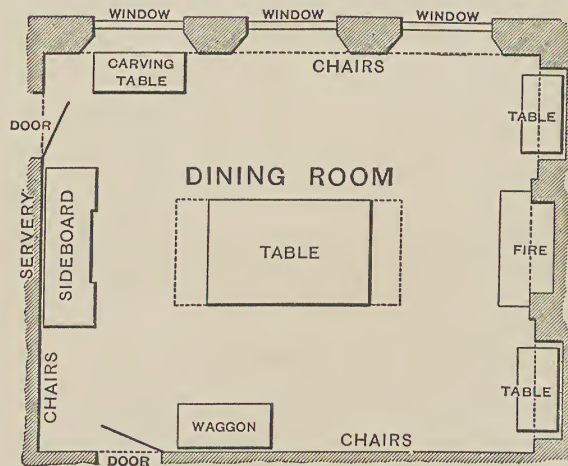 WINDOW
WINDOW
WINDOW
CARVING
TABLE
CHAIRS
TABLE
DOOR
DINING ROOM
SERVERY
SIDEBOARD
TABLE
FIRE
CHAIRS
TABLE
WAGGON
CHAIRS
DOOR